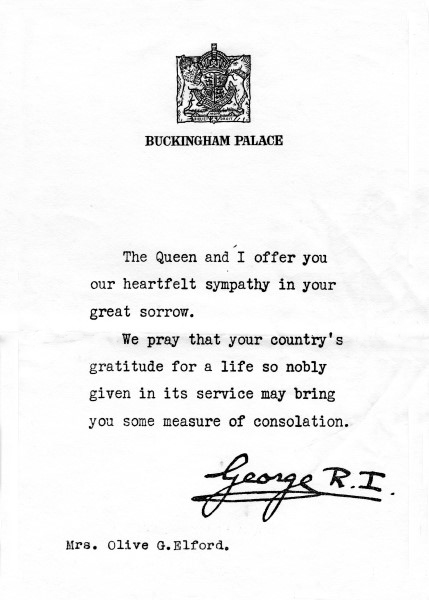 BUCKINGHAM PALACE
The Queen and I offer you
our heartfelt sympathy in your
great sorrow.
We pray that your country's
gratitude for a life so nobly
given in its service may bring
you some measure of consolation.
George R.I.
Mrs. Olive G.Elford.